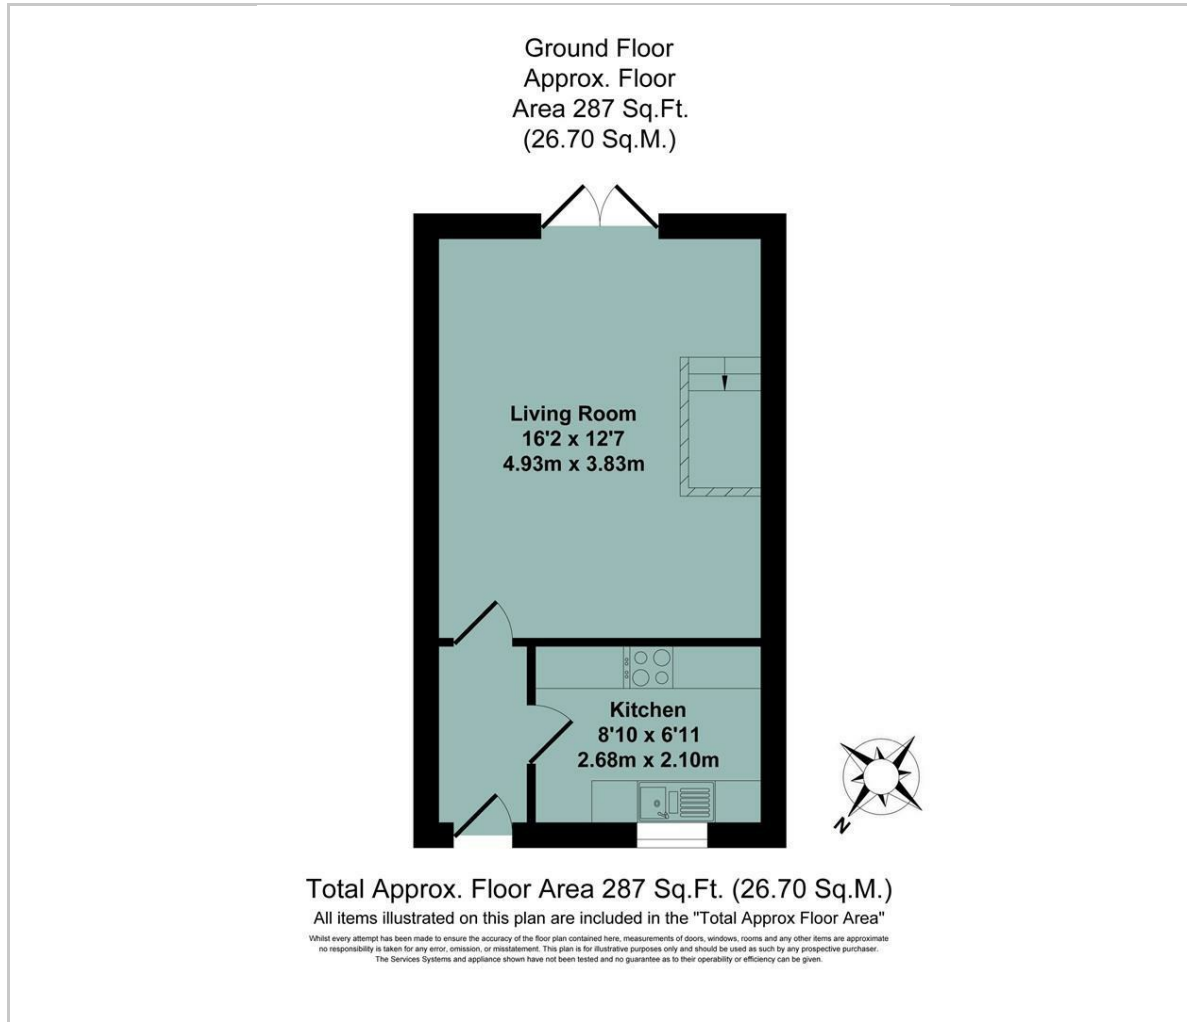 Ground Floor
Approx. Floor
Area 287 Sq.Ft.
(26.70 Sq.M.)
Living Room
16'2 x 12'7
4.93m x 3.83m
Kitchen
8'10 x 6'11
2.68m x 2.10m
N
Total Approx. Floor Area 287 Sq.Ft. (26.70 Sq.M.)
All items illustrated on this plan are included in the "Total Approx Floor Area"
Whilst every attempt has been made to ensure the accuracy of the floor plan contained here, measurements of doors, windows, rooms and any other items are approximate
no responsibility is taken for any error, omission, or misstatement. This plan is for illustrative purposes only and should be used as such by any prospective purchaser.
The Services Systems and appliance shown have not been tested and no guarantee as to their operability or efficiency can be given.